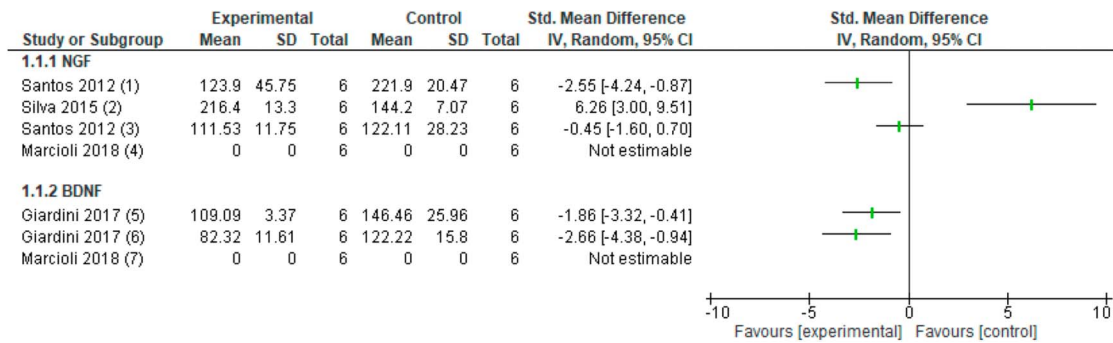 Experimental Control Std. Mean Difference Std. Mean Difference
Study or Subgroup Mean SD Total Mean SD Total IV, Random, 95% CI IV, Random, 95% CI
1.1.1 NGF
Santos 2012 (1) 123.9 45.75 6 221.9 20.47 6 -2.55 [-4.24, -0.87]
Silva 2015 (2) 216.4 13.3 6 144.2 7.07 6 6.26 [3.00, 9.51]
Santos 2012 (3) 111.53 11.75 6 122.11 28.23 6 -0.45 [-1.60, 0.70]
Marcioli 2018 (4) 0 0 6 0 0 6 Not estimable
1.1.2 BDNF
Giardini 2017 (5) 109.09 3.37 6 146.46 25.96 6 -1.86 [-3.32, -0.41]
Giardini 2017 (6) 82.32 11.61 6 122.22 15.8 6 -2.66 [-4.38, -0.94]
Marcioli 2018 (7) 0 0 6 0 0 6 Not estimable
-10 -5 0 5 10
Favours [experimental] Favours [control]